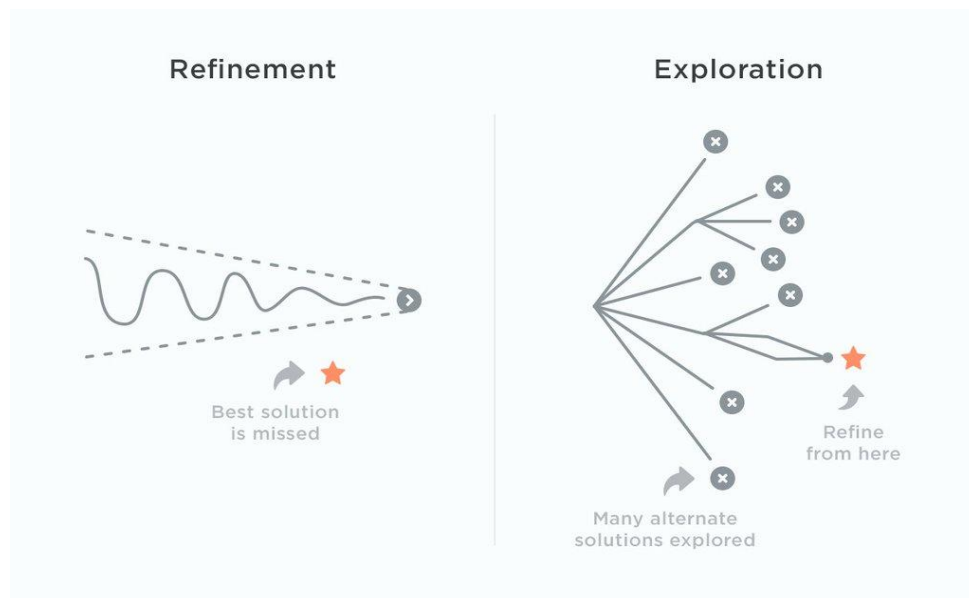 Refinement
Best solution
is missed
Exploration
Refine
from here
Many alternate
solutions explored